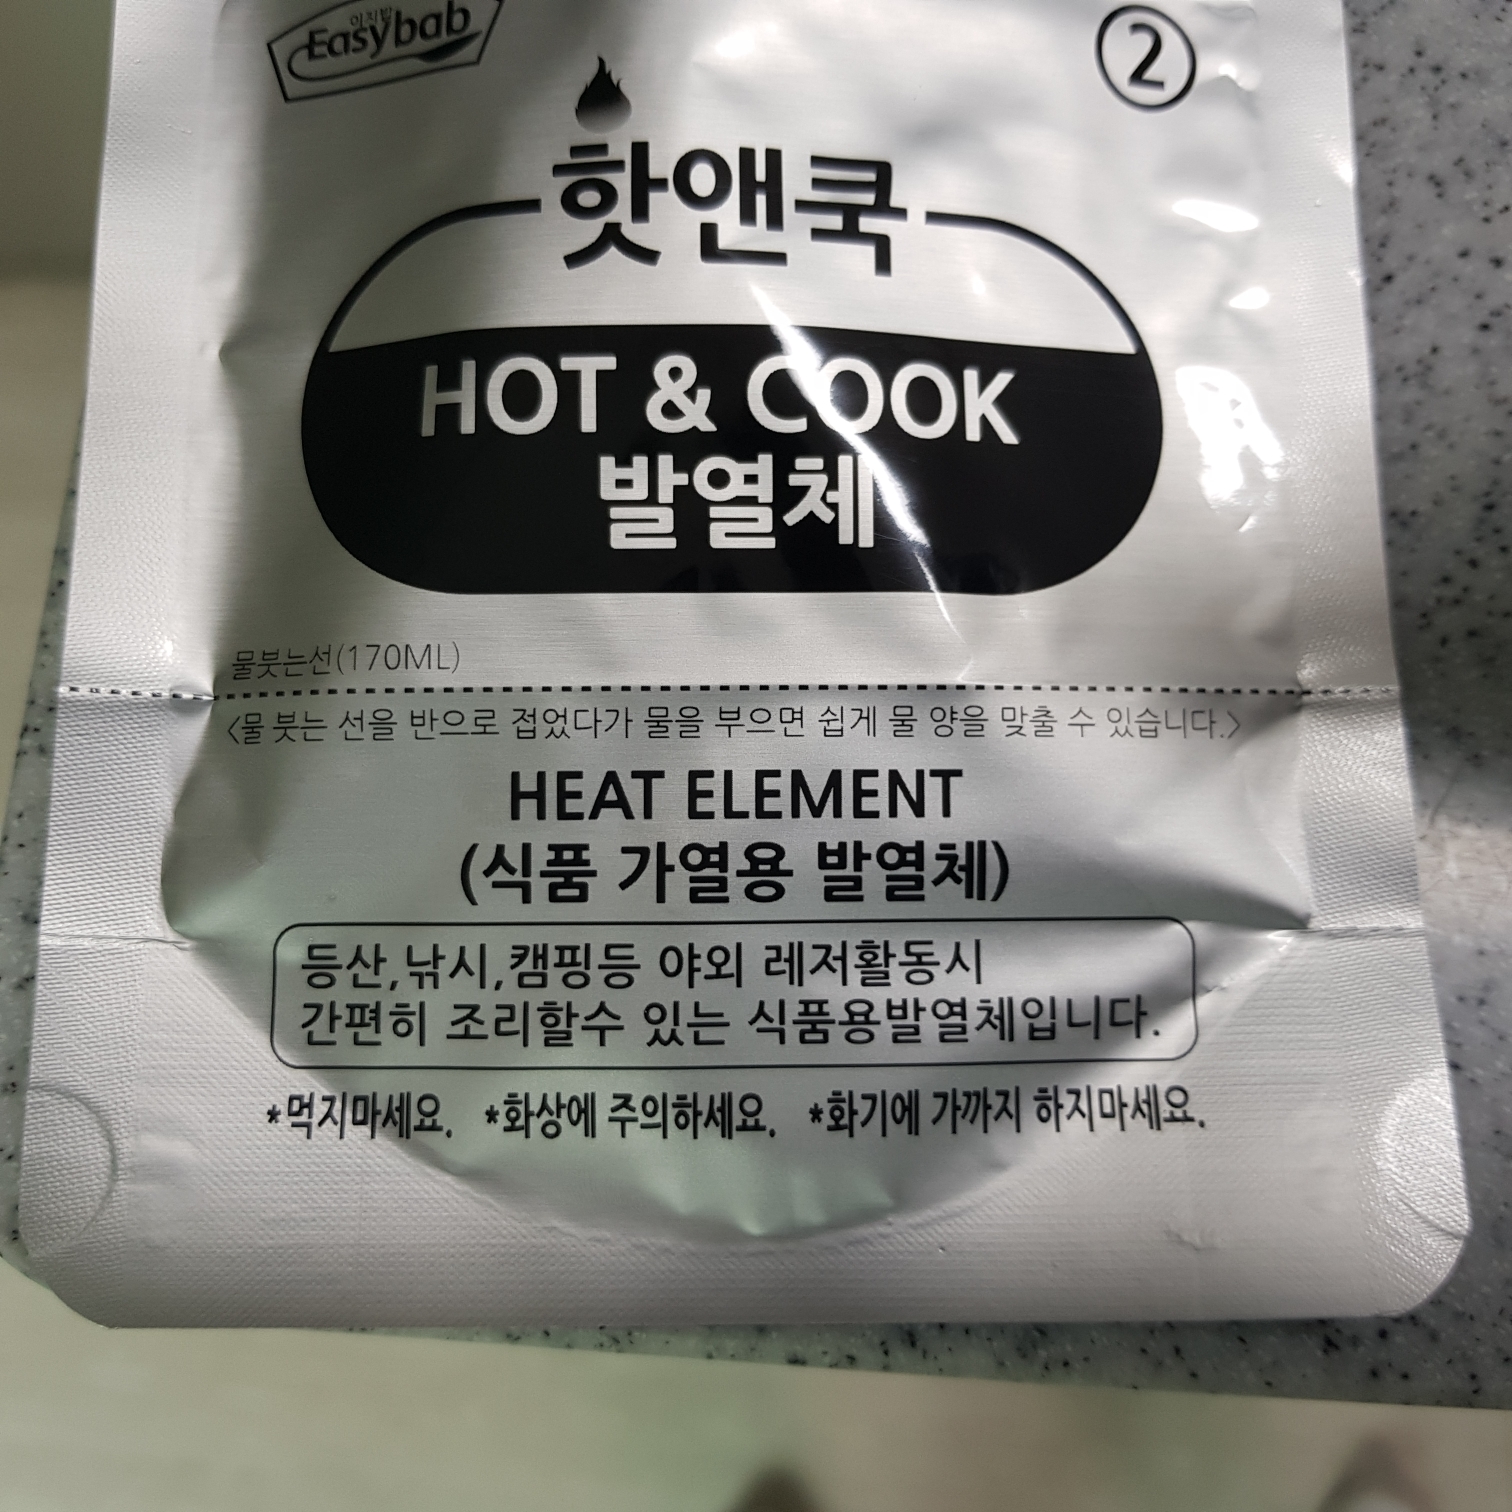 이지밥
Easybab
②
핫앤쿡
HOT & COOK
발열체
물붓는선(170ML)
<물 붓는 선을 반으로 접었다가 물을 부으면 쉽게 물 양을 맞출 수 있습니다.>
HEAT ELEMENT
(식품 가열용 발열체)
등산,낚시,캠핑등 야외 레저활동시
간편히 조리할수 있는 식품용발열체입니다.
*먹지마세요. *화상에 주의하세요. *화기에 가까지 하지마세요.